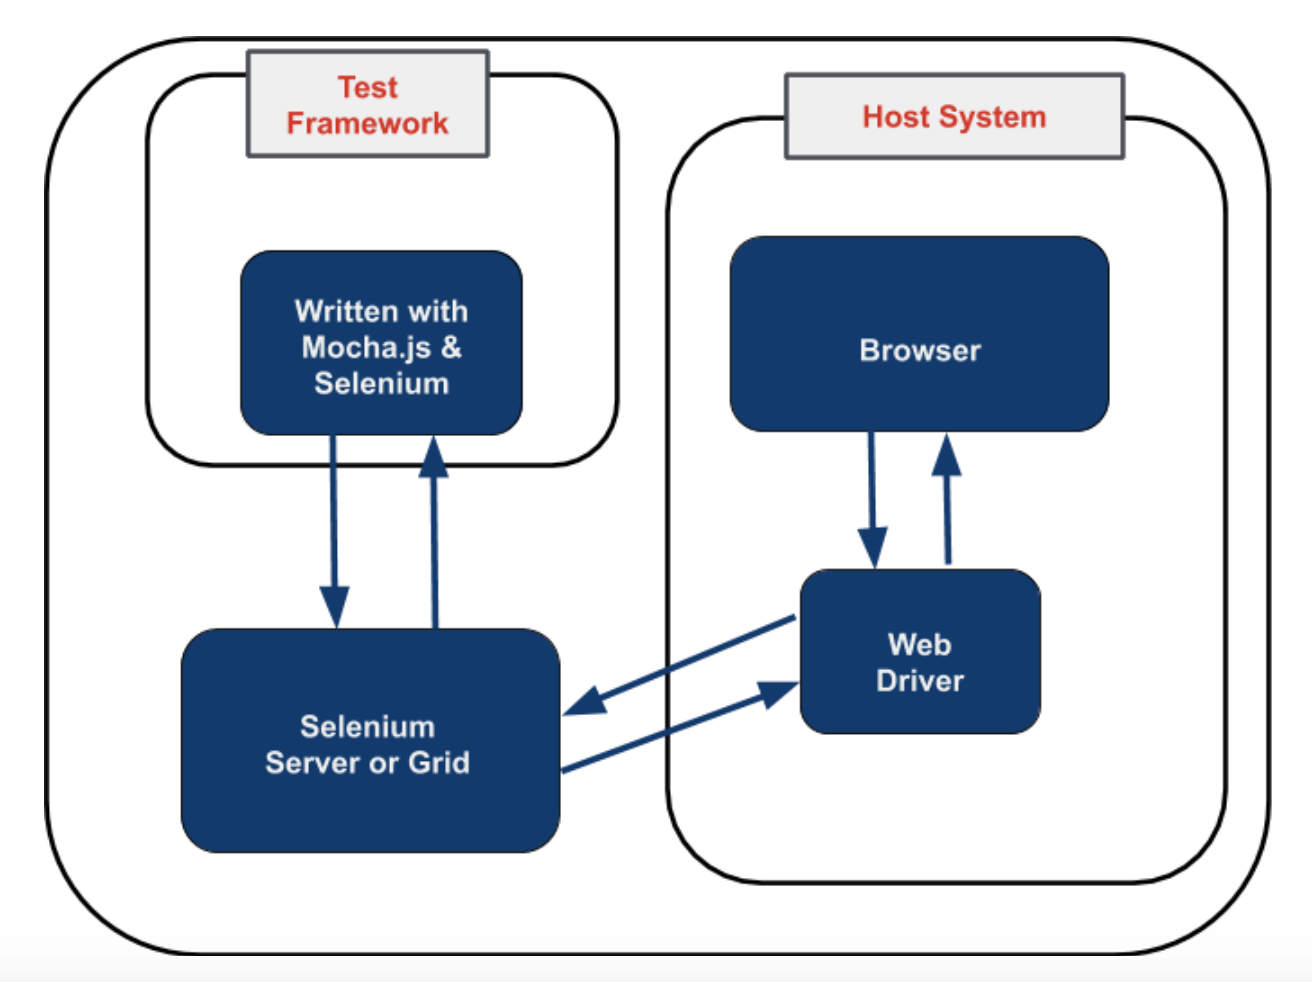 Test
Framework
Host System
Written with
Mocha.js &
Selenium
Browser
Web
Driver
Selenium
Server or Grid